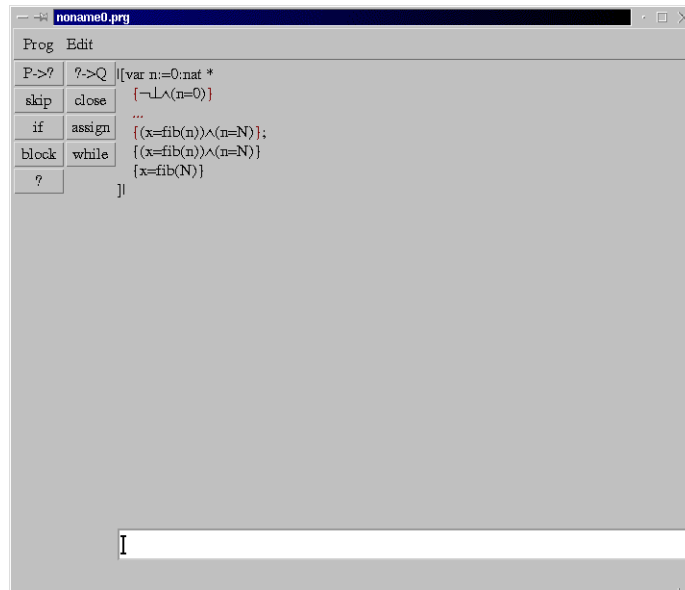 noname0.prg
Prog Edit
P->? ?->Q
skip close
if assign
block while
?
|[var n:=0:nat *
{¬⊥∧(n=0)}
...
{(x=fib(n))∧(n=N)};
{(x=fib(n))∧(n=N)}
{x=fib(N)}
]|